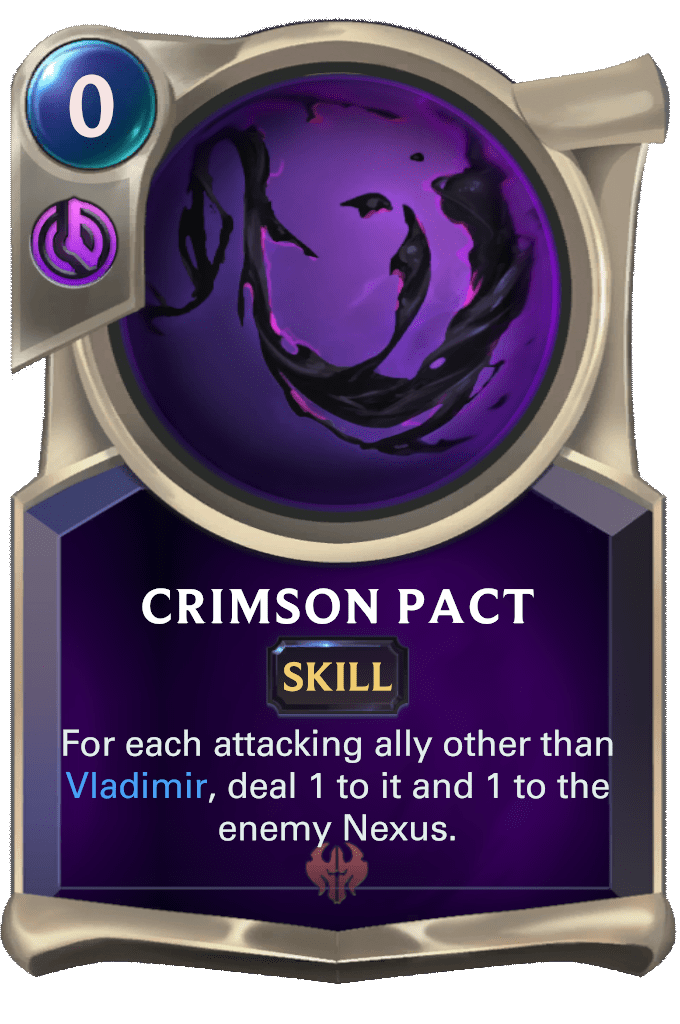 0
CRIMSON PACT
SKILL
For each attacking ally other than
Vladimir, deal 1 to it and 1 to the
enemy Nexus.